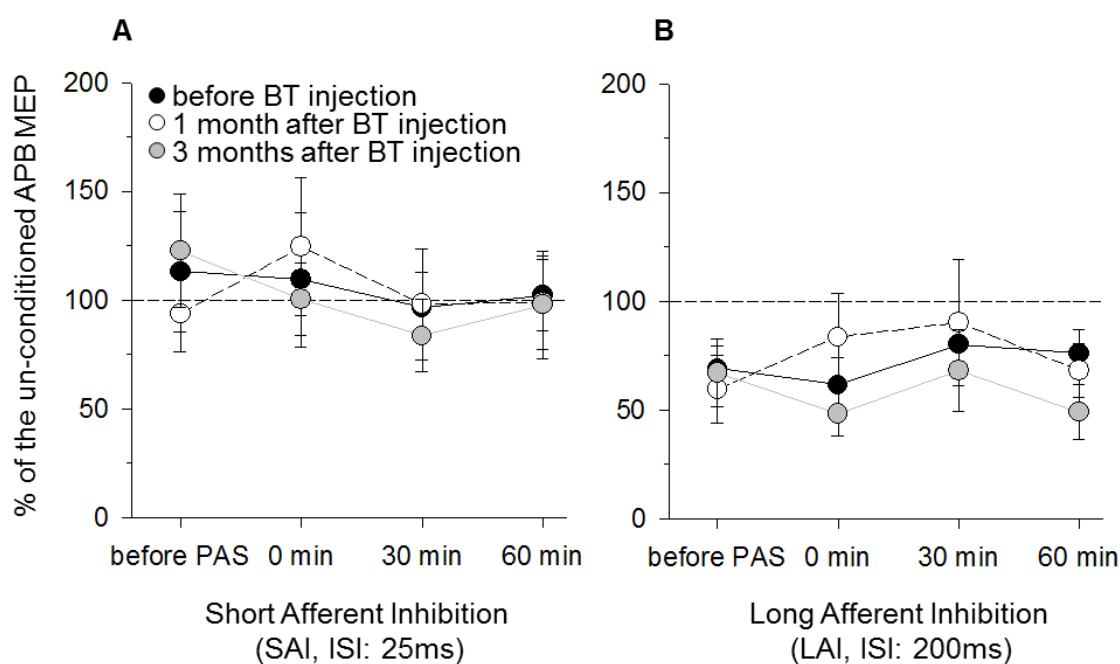 A
B
% of the un-conditioned APB MEP
200
150
100
50
0
before BT injection
1 month after BT injection
3 months after BT injection
before PAS 0 min 30 min 60 min
Short Afferent Inhibition
(SAI, ISI: 25ms)
200
150
100
50
0
before PAS 0 min 30 min 60 min
Long Afferent Inhibition
(LAI, ISI: 200ms)